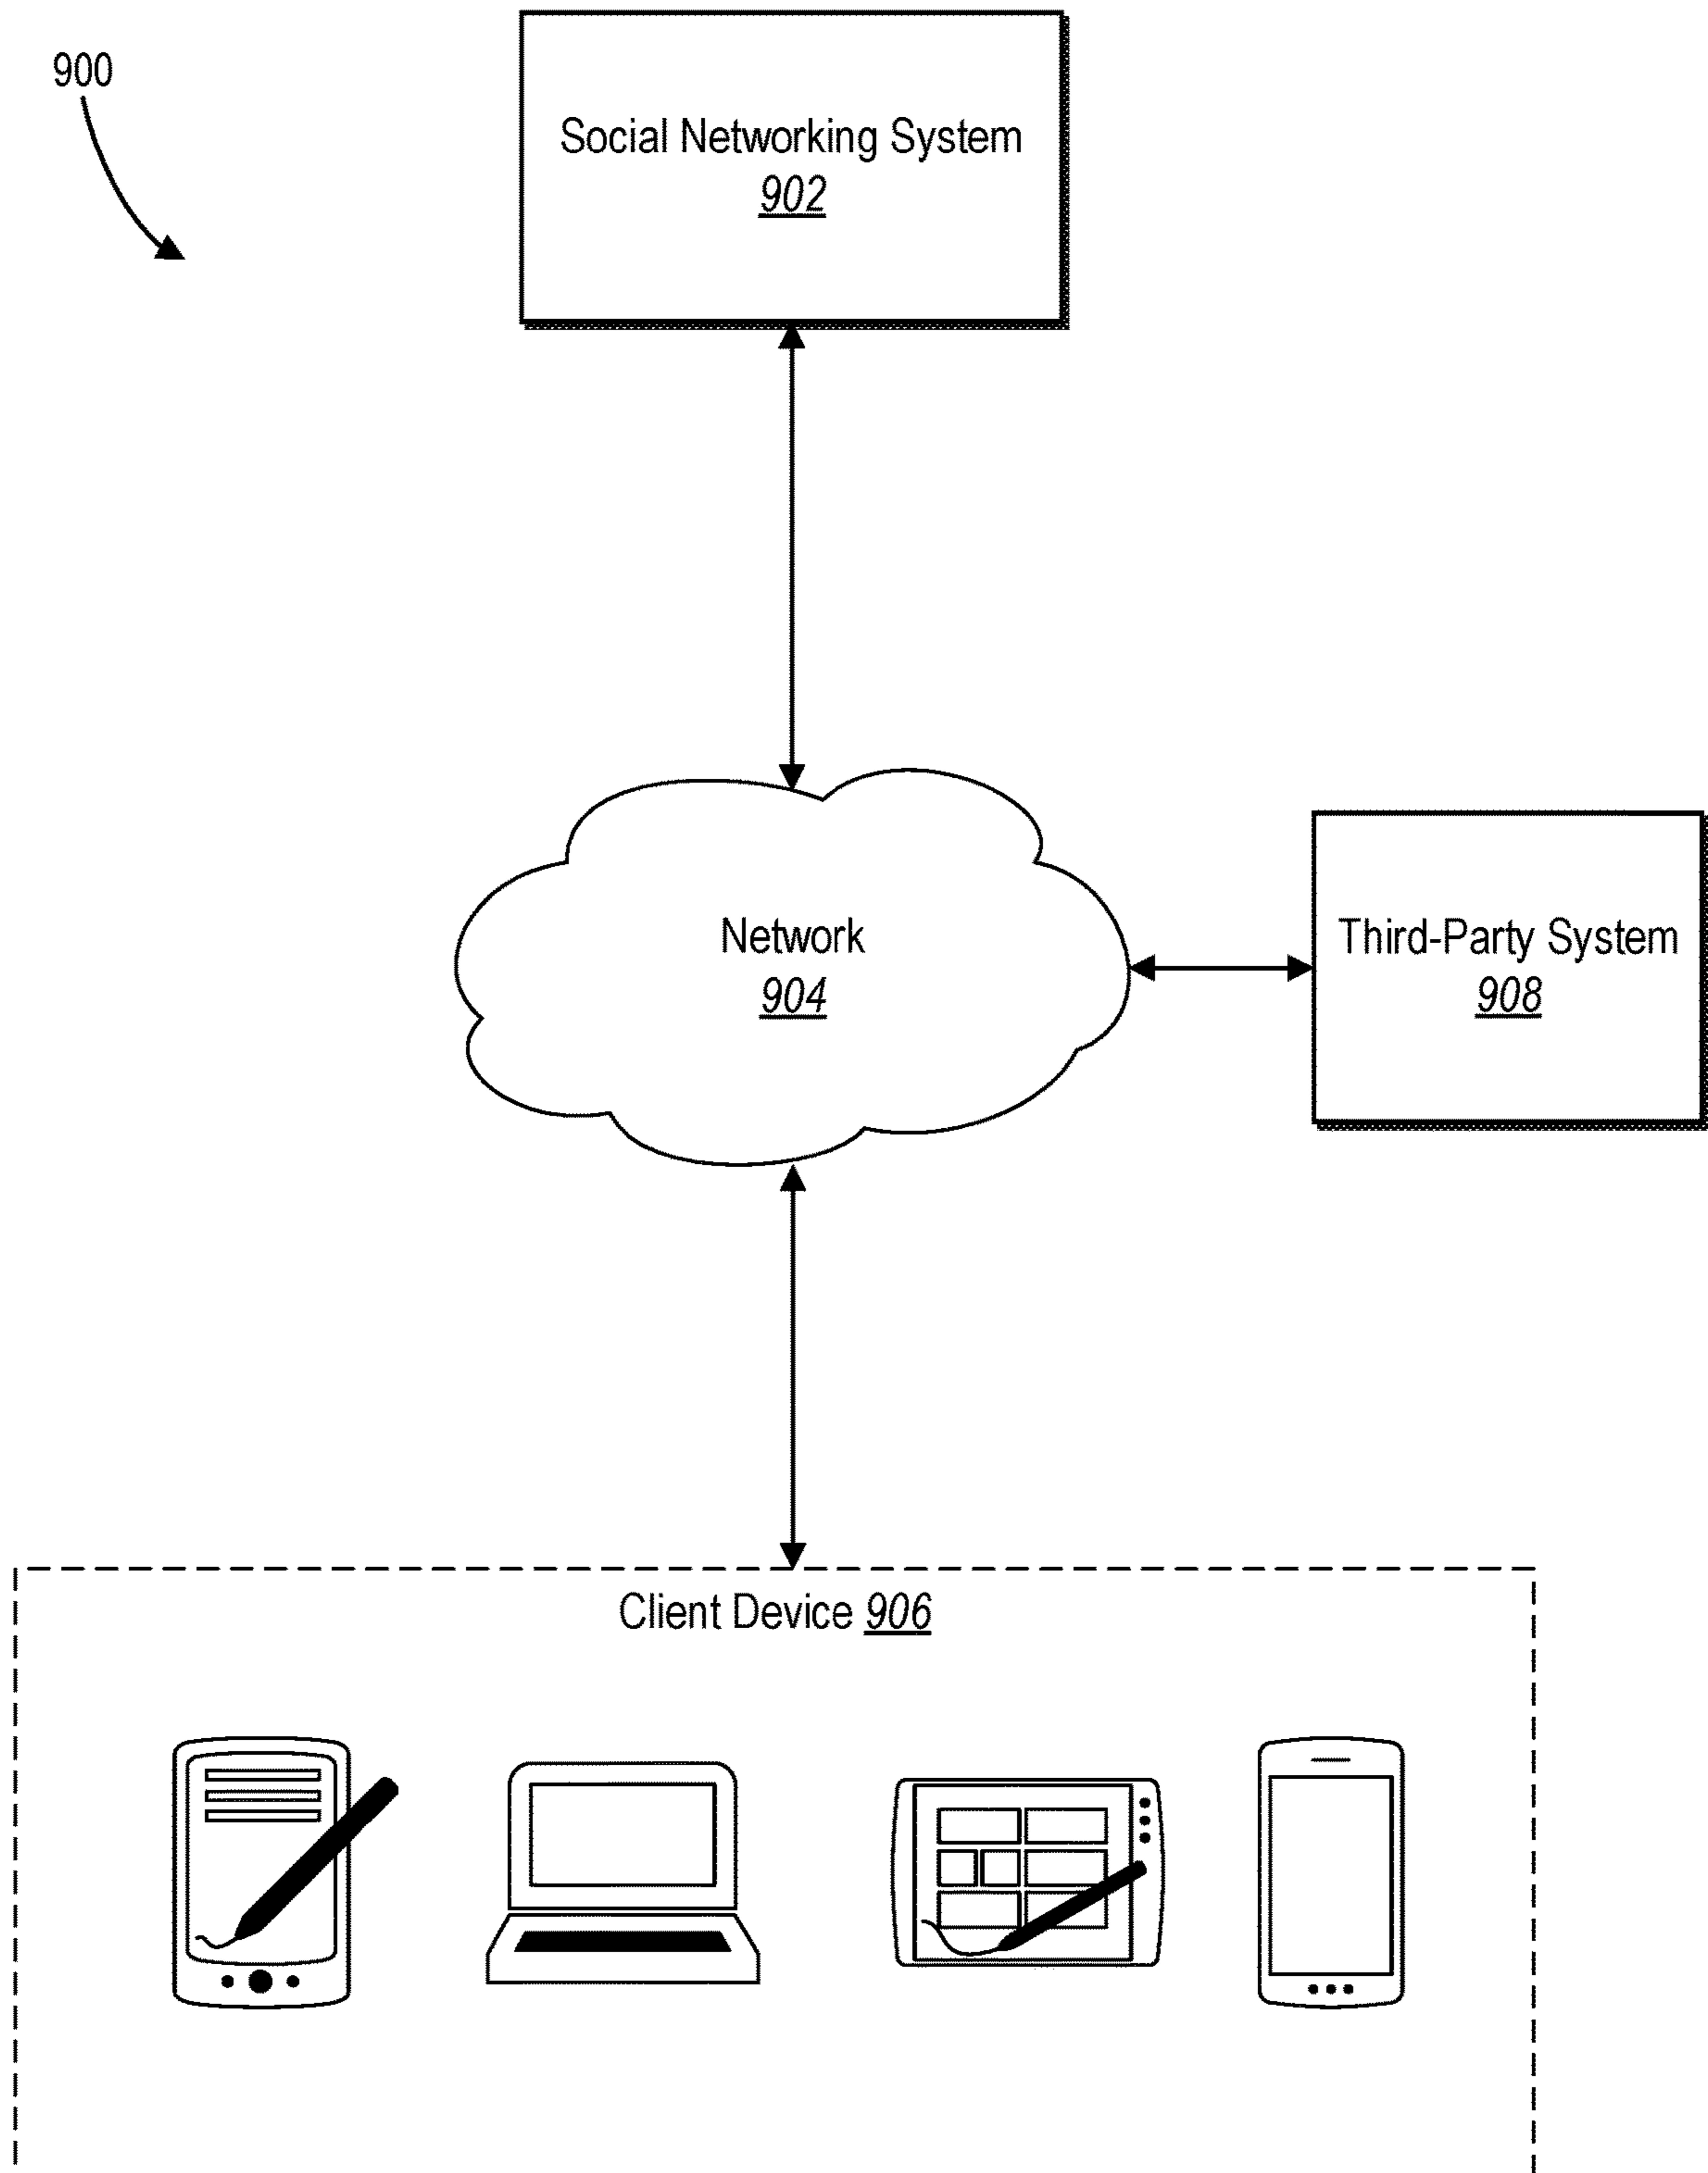 900
Social Networking System
902
Network
904
Third-Party System
908
Client Device 906